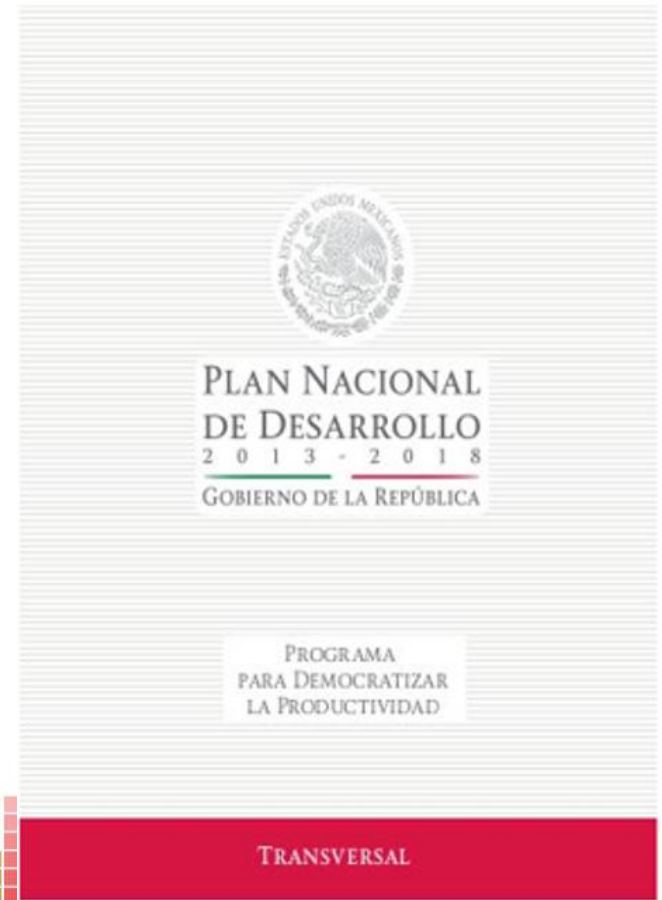 ESTADOS UNIDOS MEXICANOS
PLAN NACIONAL
DE DESARROLLO
2013-2018
GOBIERNO DE LA REPÚBLICA
PROGRAMA
PARA DEMOCRATIZAR
LA PRODUCTIVIDAD
TRANSVERSAL